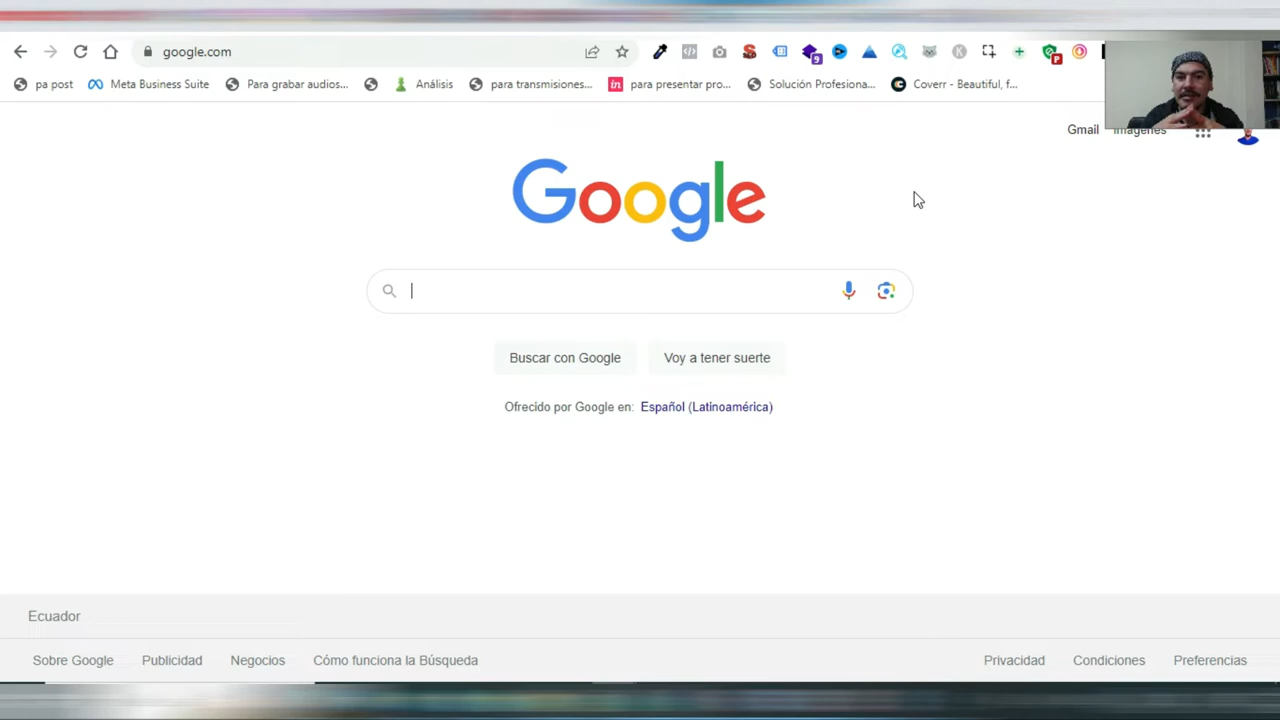 google.com
9
P
K
pa post
Meta Business Suite
Para grabar audios...
Análisis
para transmisiones...
in
para presentar pro...
Solución Profesiona...
Coverr - Beautiful, f...
Gmail
Imágenes
Google
Buscar con Google
Voy a tener suerte
Ofrecido por Google en: Español (Latinoamérica)
Ecuador
Sobre Google
Publicidad
Negocios
Cómo funciona la Búsqueda
Privacidad
Condiciones
Preferencias